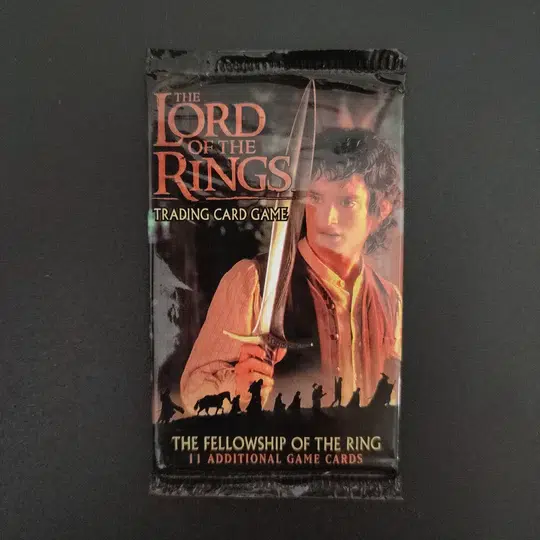 THE
LORD
OF THE
RINGS
TRADING CARD GAME
THE FELLOWSHIP OF THE RING
11 ADDITIONAL GAME CARDS